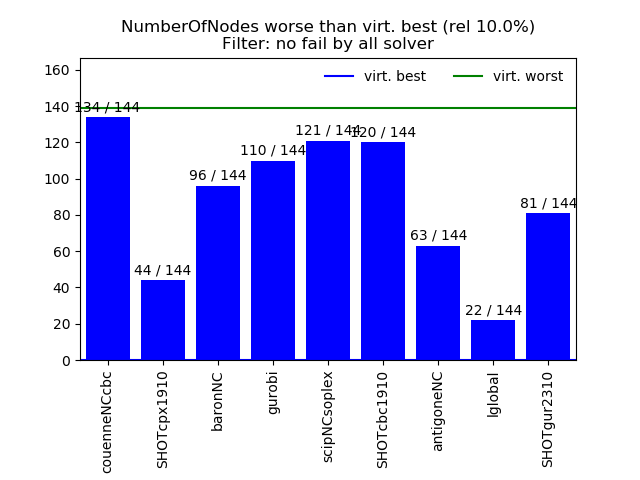 NumberOfNodes worse than virt. best (rel 10.0%)
Filter: no fail by all solver
virt. best
virt. worst
160
140
120
100
80
60
40
20
0
134 / 144
44 / 144
96 / 144
110 / 144
121 / 144
120 / 144
63 / 144
22 / 144
81 / 144
couenneNCcbc
SHOTcpx1910
baronNC
gurobi
scipNCsoplex
SHOTcbc1910
antigoneNC
lglobal
SHOTgur2310